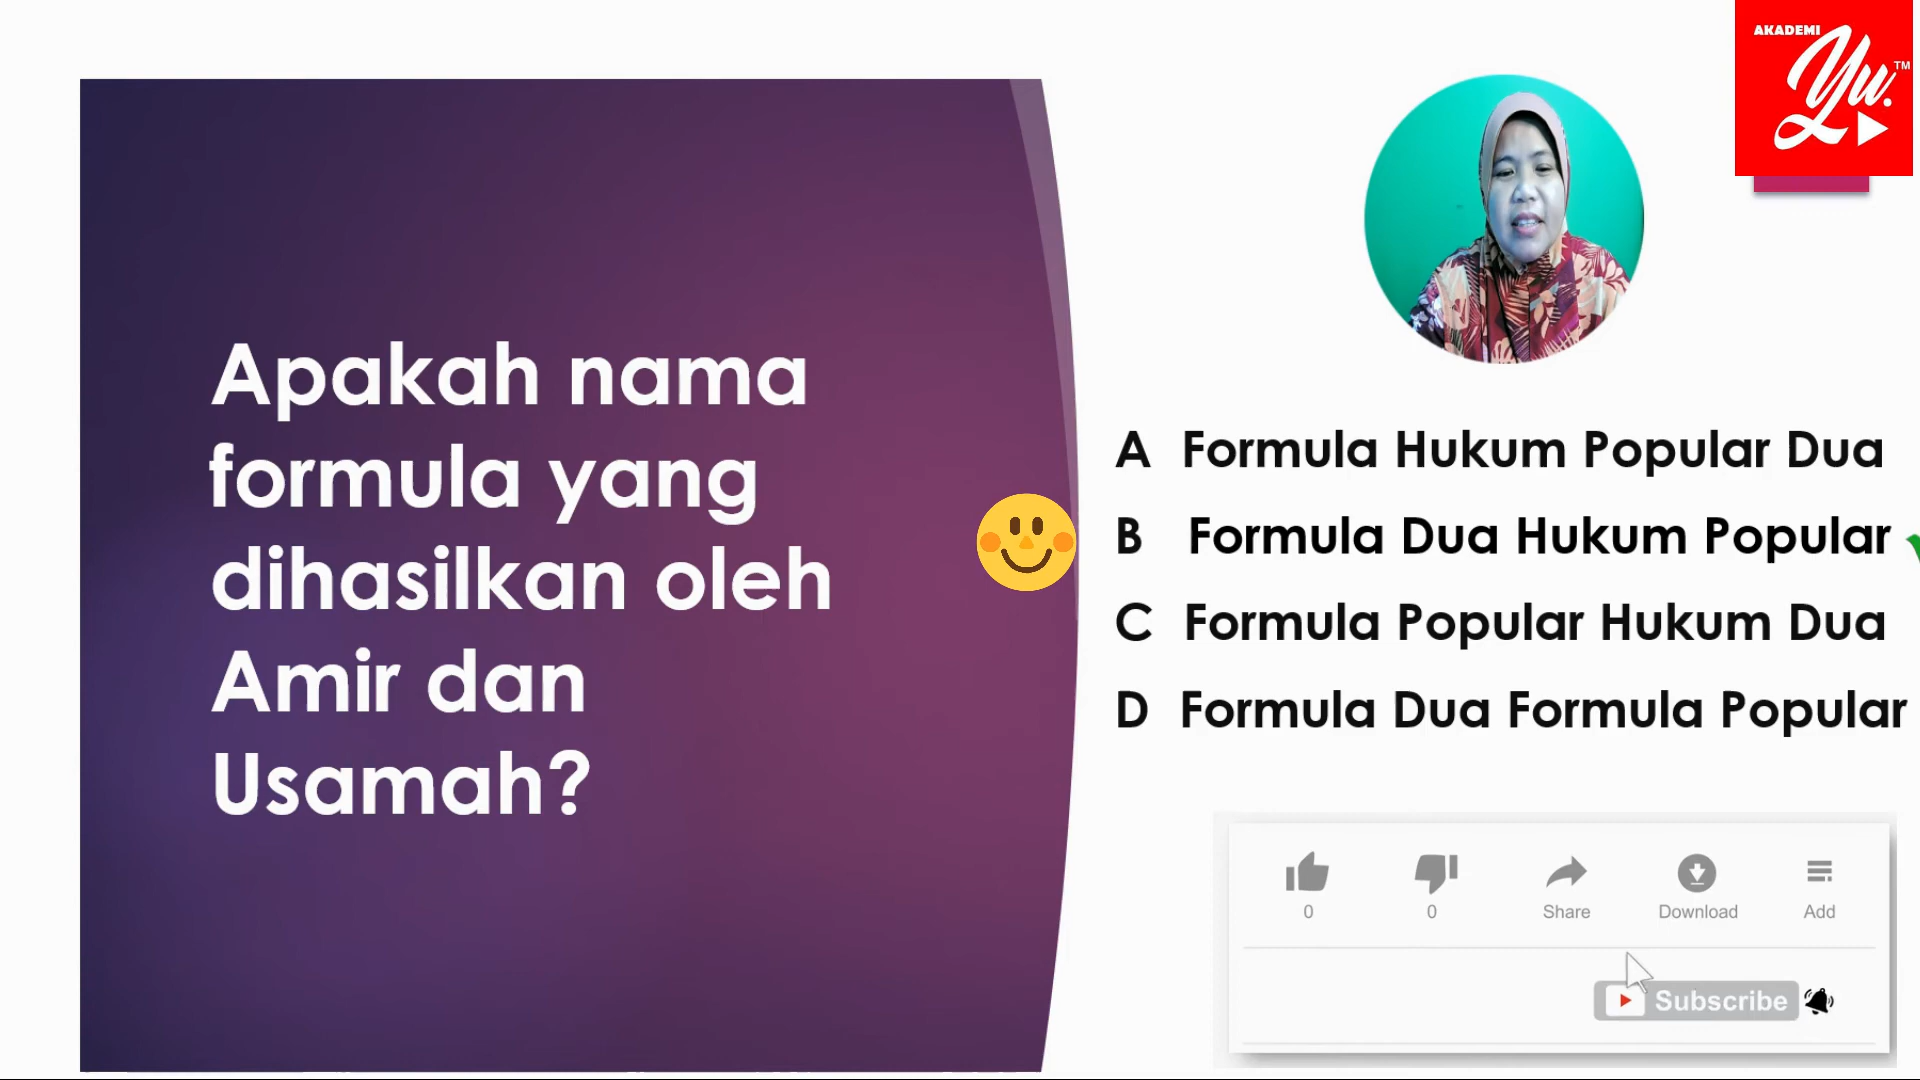 AKADEMI
Yu.™
Apakah nama
formula yang
dihasilkan oleh
Amir dan
Usamah?
A Formula Hukum Popular Dua
B Formula Dua Hukum Popular
C Formula Popular Hukum Dua
D Formula Dua Formula Popular
0 0 Share Download Add
Subscribe